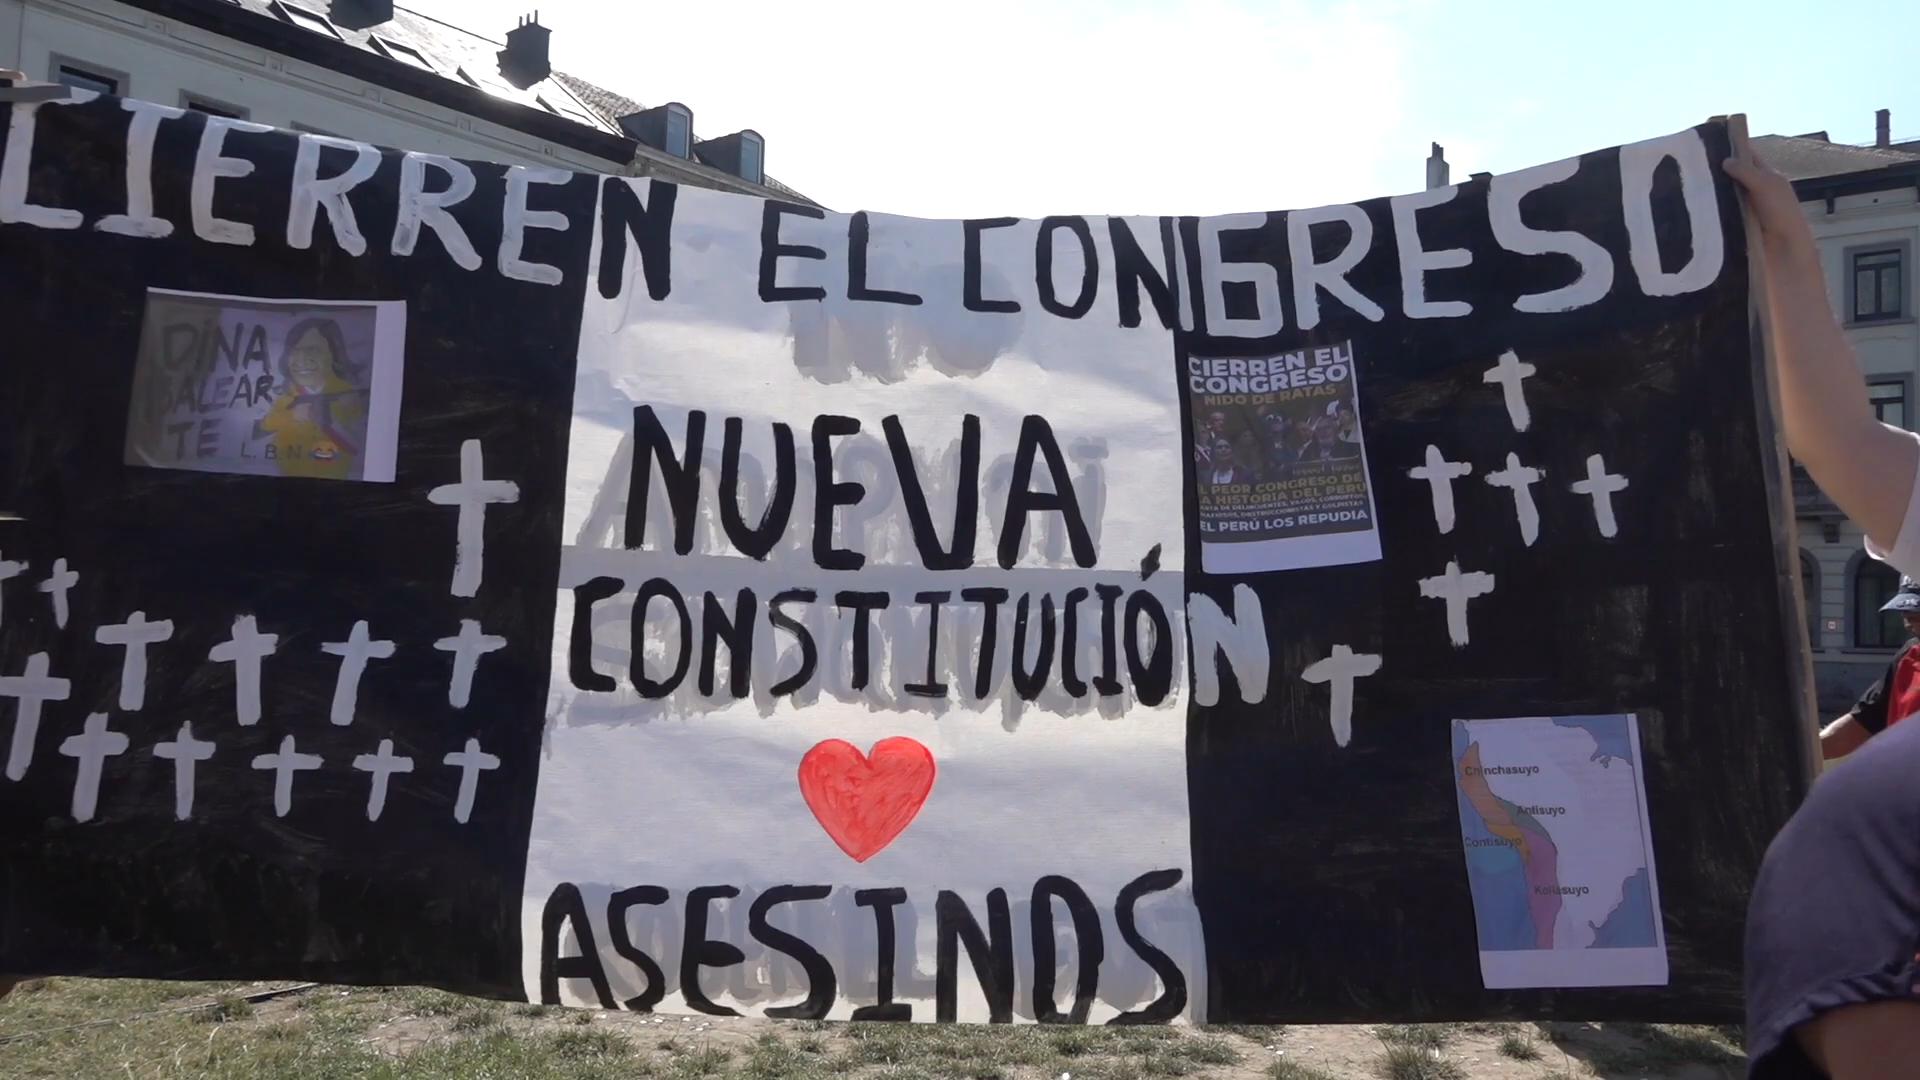 CIERREN EL CONGRESO
DINA
BALEAR-
TE
L.B.N
CIERREN EL
CONGRESO
NIDO DE RATAS
EL PEOR CONGRESO DE
LA HISTORIA DEL PERÚ
EL PERÚ LOS REPUDIA
NUEVA
CONSTITUCIÓN
Chinchasuyo
Antisuyo
Contisuyo
Kollasuyo
ASESINOS